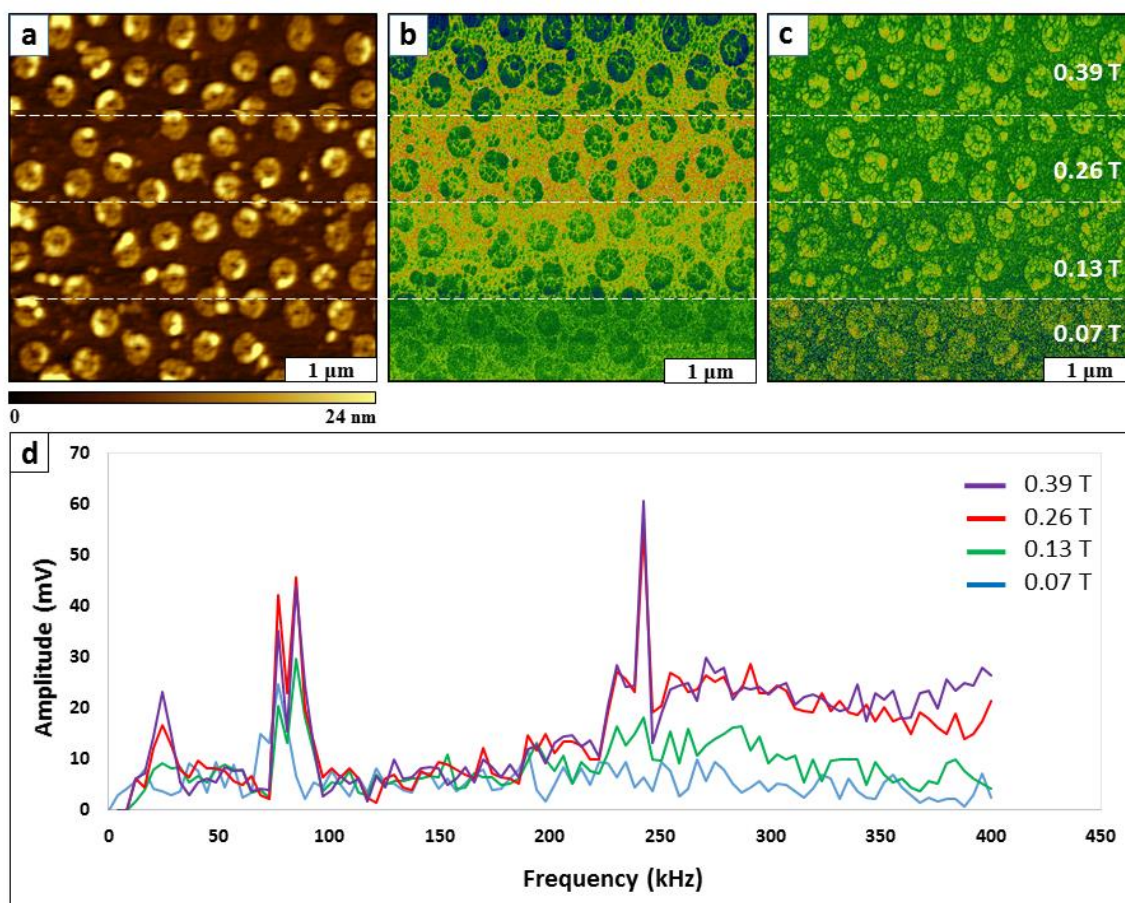 a
b
c
0.39 T
0.26 T
0.13 T
0.07 T
1 µm
1 µm
1 µm
0
24 nm
d
70
60
50
40
30
20
10
0
Amplitude (mV)
0.39 T
0.26 T
0.13 T
0.07 T
0 50 100 150 200 250 300 350 400 450
Frequency (kHz)